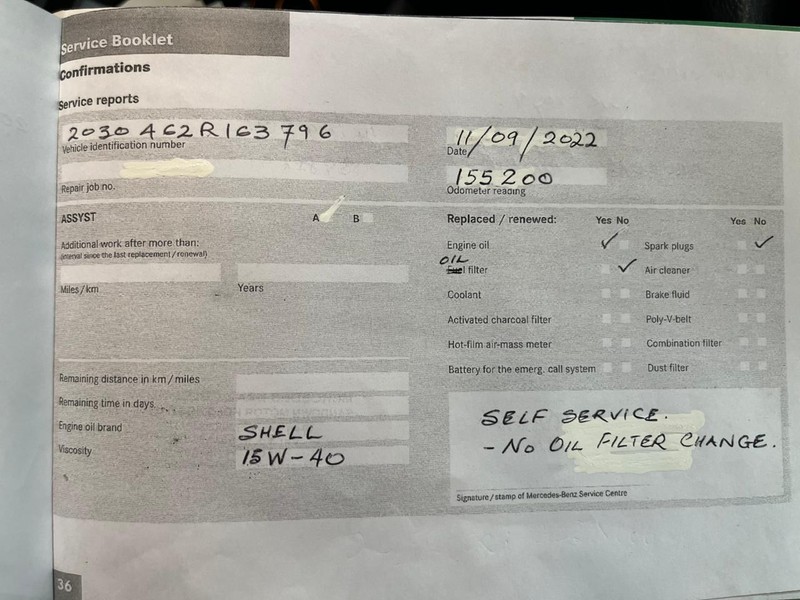 Service Booklet
Confirmations
Service reports
2030462R163796
Vehicle identification number
11/09/2022
Date
Repair job no.
155200
Odometer reading
ASSYST
A
B
Additional work after more than:
(interval since the last replacement / renewal)
Miles / km
Years
Remaining distance in km / miles
Remaining time in days
Engine oil brand
SHELL
Viscosity
15W-40
Replaced / renewed:
Yes No
Yes No
Engine oil
✓
Spark plugs
✓
OIL
Fuel filter
✓
Air cleaner
Coolant
Brake fluid
Activated charcoal filter
Poly-V-belt
Hot-film air-mass meter
Combination filter
Battery for the emerg. call system
Dust filter
SELF SERVICE.
- NO OIL FILTER CHANGE.
Signature / stamp of Mercedes-Benz Service Centre
36